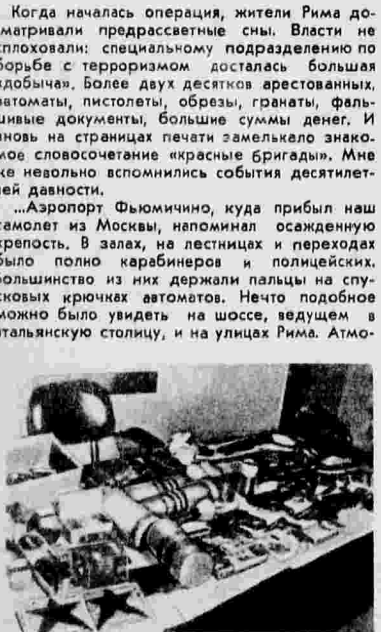 Когда началась операция, жители Рима до-
сматривали предрассветные сны. Власти не
сплоховали: специальному подразделению по
борьбе с терроризмом досталась большая
«добыча». Более двух десятков арестованных,
автоматы, пистолеты, обрезы, гранаты, фаль-
шивые документы, большие суммы денег. И
вновь на страницах печати замелькало знако-
мое словосочетание «красные бригады». Мне
же невольно вспомнились события десятилет-
ней давности.
...Аэропорт Фьюмичино, куда прибыл наш
самолет из Москвы, напоминал осажденную
крепость. В залах, на лестницах и переходах
было полно карабинеров и полицейских.
Большинство из них держали пальцы на спу-
сковых крючках автоматов. Нечто подобное
можно было увидеть на шоссе, ведущем в
итальянскую столицу, и на улицах Рима. Атмо-